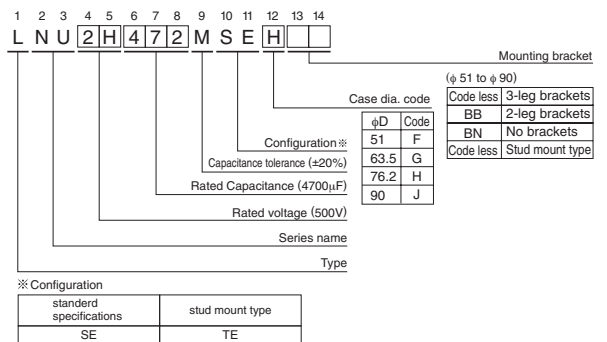 1 2 3 4 5 6 7 8 9 10 11 12 13 14
L N U 2 H 4 7 2 M S E H
Mounting bracket
(φ 51 to φ 90)
Code less 3-leg brackets
BB 2-leg brackets
BN No brackets
Code less Stud mount type
Case dia. code
φD Code
51 F
63.5 G
76.2 H
90 J
Configuration※
Capacitance tolerance (±20%)
Rated Capacitance (4700µF)
Rated voltage (500V)
Series name
Type
※Configuration
standerd specifications stud mount type
SE TE